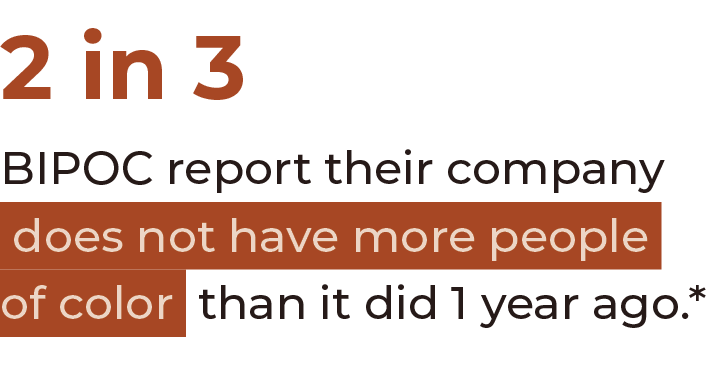 2 in 3
BIPOC report their company
does not have more people
of color than it did 1 year ago.*